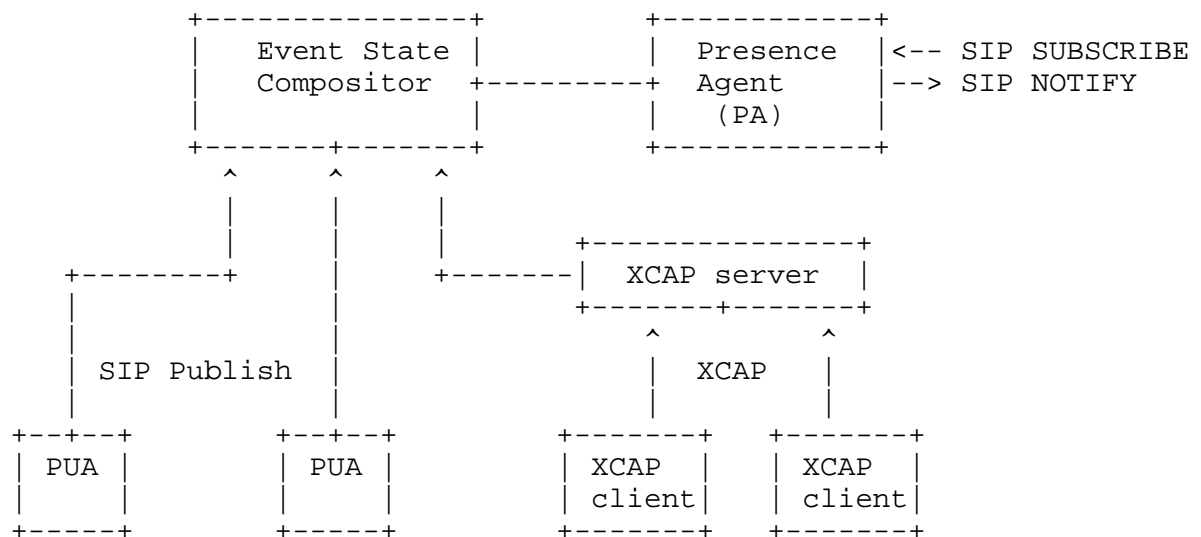 Event State
Compositor
Presence
Agent
(PA)
<-- SIP SUBSCRIBE
--> SIP NOTIFY
XCAP server
SIP Publish
XCAP
PUA
PUA
XCAP
client
XCAP
client